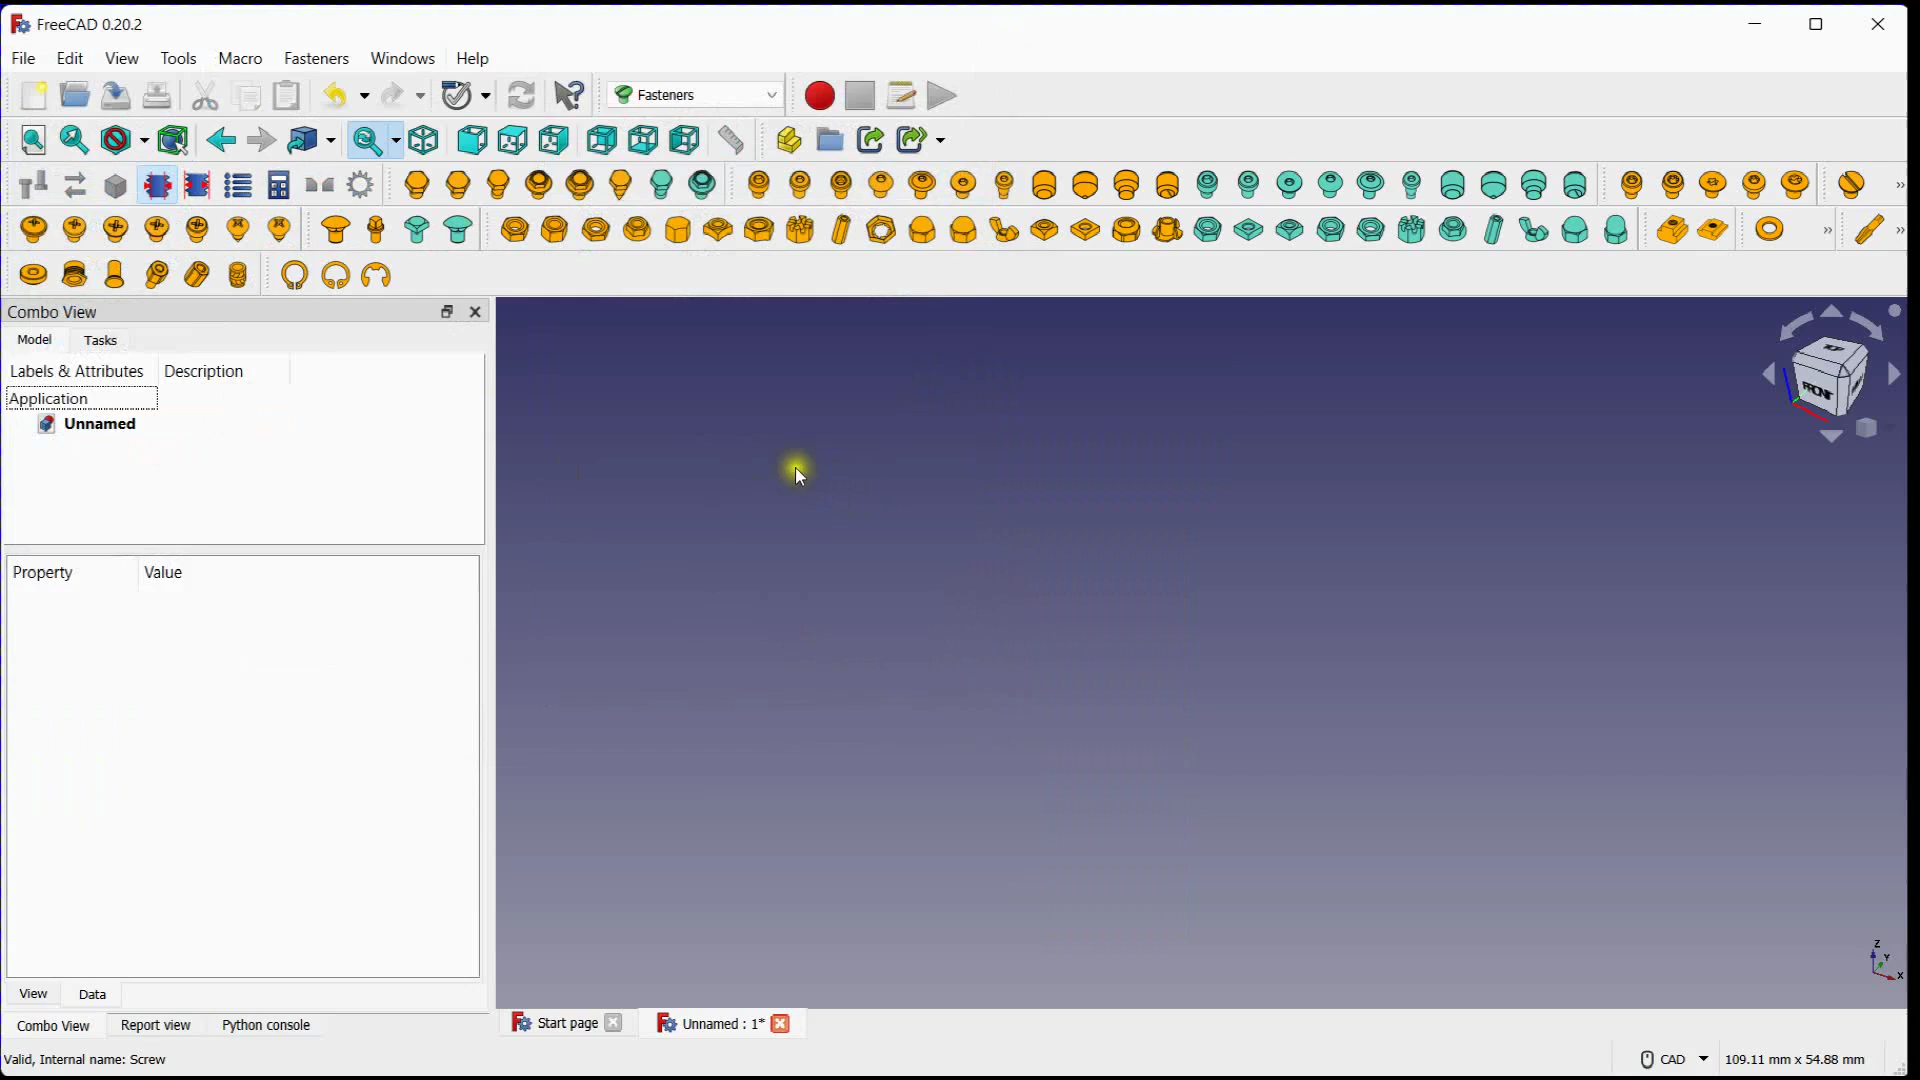 FreeCAD 0.20.2
File Edit View Tools Macro Fasteners Windows Help
Fasteners
Combo View
Model Tasks
Labels & Attributes Description
Application
Unnamed
FRONT
Property Value
View Data
Combo View Report view Python console
Start page Unnamed : 1*
Z
Y
X
Valid, Internal name: Screw
CAD 109.11 mm x 54.88 mm